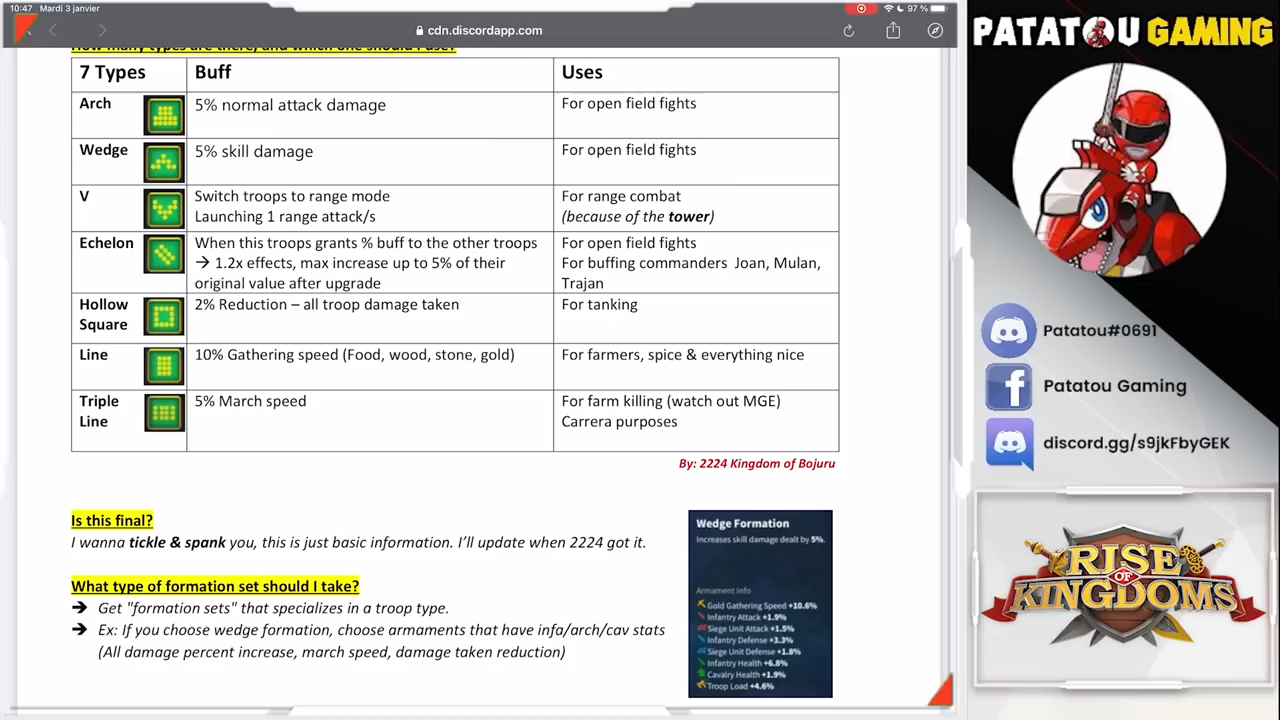 10:47 Mardi 3 janvier
97 %
cdn.discordapp.com
How many types are there, and which one should I use?
7 Types Buff Uses
Arch 5% normal attack damage For open field fights
Wedge 5% skill damage For open field fights
V Switch troops to range mode For range combat
Launching 1 range attack/s (because of the tower)
Echelon When this troops grants % buff to the other troops For open field fights
→ 1.2x effects, max increase up to 5% of their For buffing commanders Joan, Mulan,
original value after upgrade Trajan
Hollow 2% Reduction – all troop damage taken For tanking
Square
Line 10% Gathering speed (Food, wood, stone, gold) For farmers, spice & everything nice
Triple 5% March speed For farm killing (watch out MGE)
Line Carrera purposes
By: 2224 Kingdom of Bojuru
Is this final?
I wanna tickle & spank you, this is just basic information. I'll update when 2224 got it.
What type of formation set should I take?
→ Get "formation sets" that specializes in a troop type.
→ Ex: If you choose wedge formation, choose armaments that have infa/arch/cav stats
(All damage percent increase, merch speed, damage taken reduction)
Wedge Formation
Increases skill damage dealt by 5%.
Armament Info
Gold Gathering Speed +10.6%
Infantry Attack +1.9%
Siege Unit Attack +1.5%
Infantry Defense +3.3%
Siege Unit Defense +1.8%
Infantry Health +6.8%
Cavalry Health +1.9%
Troop Load +4.6%
PATATOU GAMING
Patatou#0691
Patatou Gaming
discord.gg/s9jkFbyGEK
RISE
OF
KINGDOMS